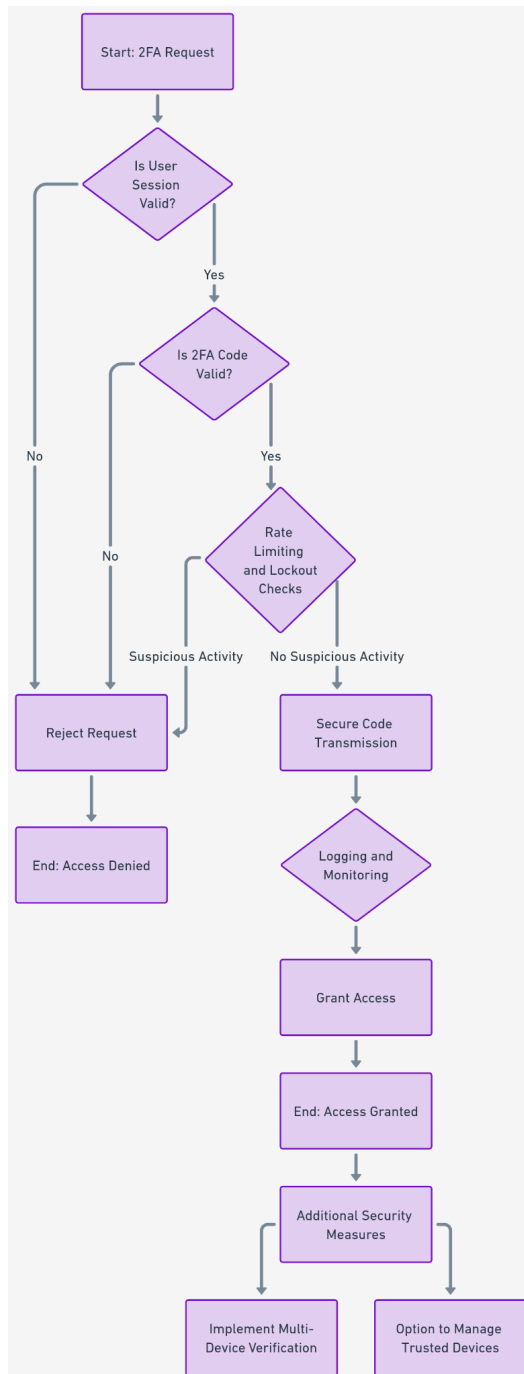 Start: 2FA Request
Is User
Session
Valid?
Yes
Is 2FA Code
Valid?
No
Yes
Rate
Limiting
and Lockout
Checks
No
Suspicious Activity
No Suspicious Activity
Reject Request
Secure Code
Transmission
End: Access Denied
Logging and
Monitoring
Grant Access
End: Access Granted
Additional Security
Measures
Implement Multi-
Device Verification
Option to Manage
Trusted Devices